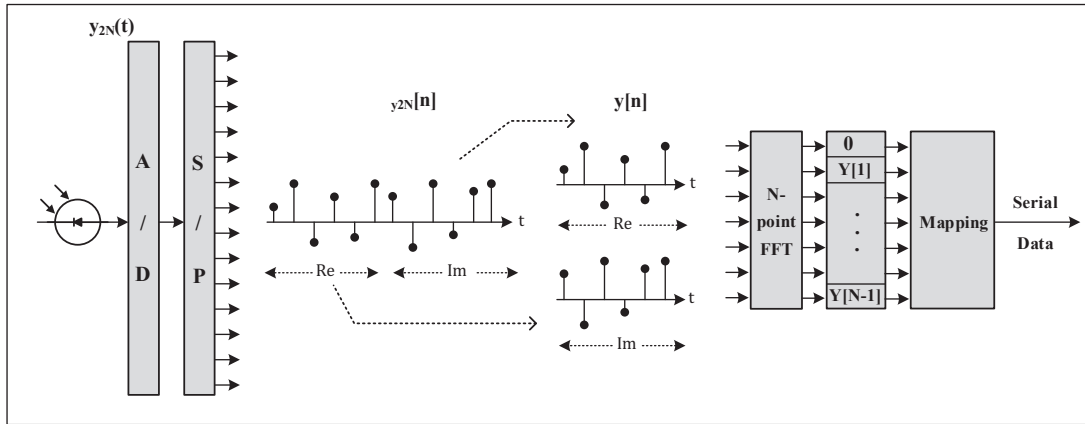 y2N(t)
A
/
D
S
/
P
y2N[n]
t
Re
Im
y[n]
t
Re
t
Im
N-
point
FFT
0
Y[1]
Y[N-1]
Mapping
Serial
Data